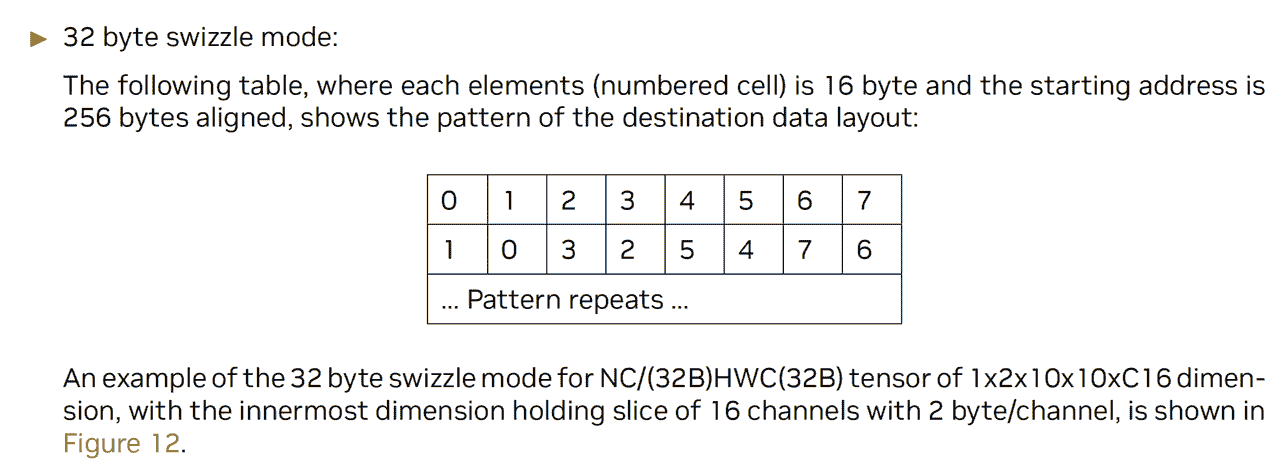 ► 32 byte swizzle mode:
The following table, where each elements (numbered cell) is 16 byte and the starting address is
256 bytes aligned, shows the pattern of the destination data layout:
0 1 2 3 4 5 6 7
1 0 3 2 5 4 7 6
... Pattern repeats ...
An example of the 32 byte swizzle mode for NC/(32B)HWC(32B) tensor of 1x2x10x10xC16 dimen-
sion, with the innermost dimension holding slice of 16 channels with 2 byte/channel, is shown in
Figure 12.